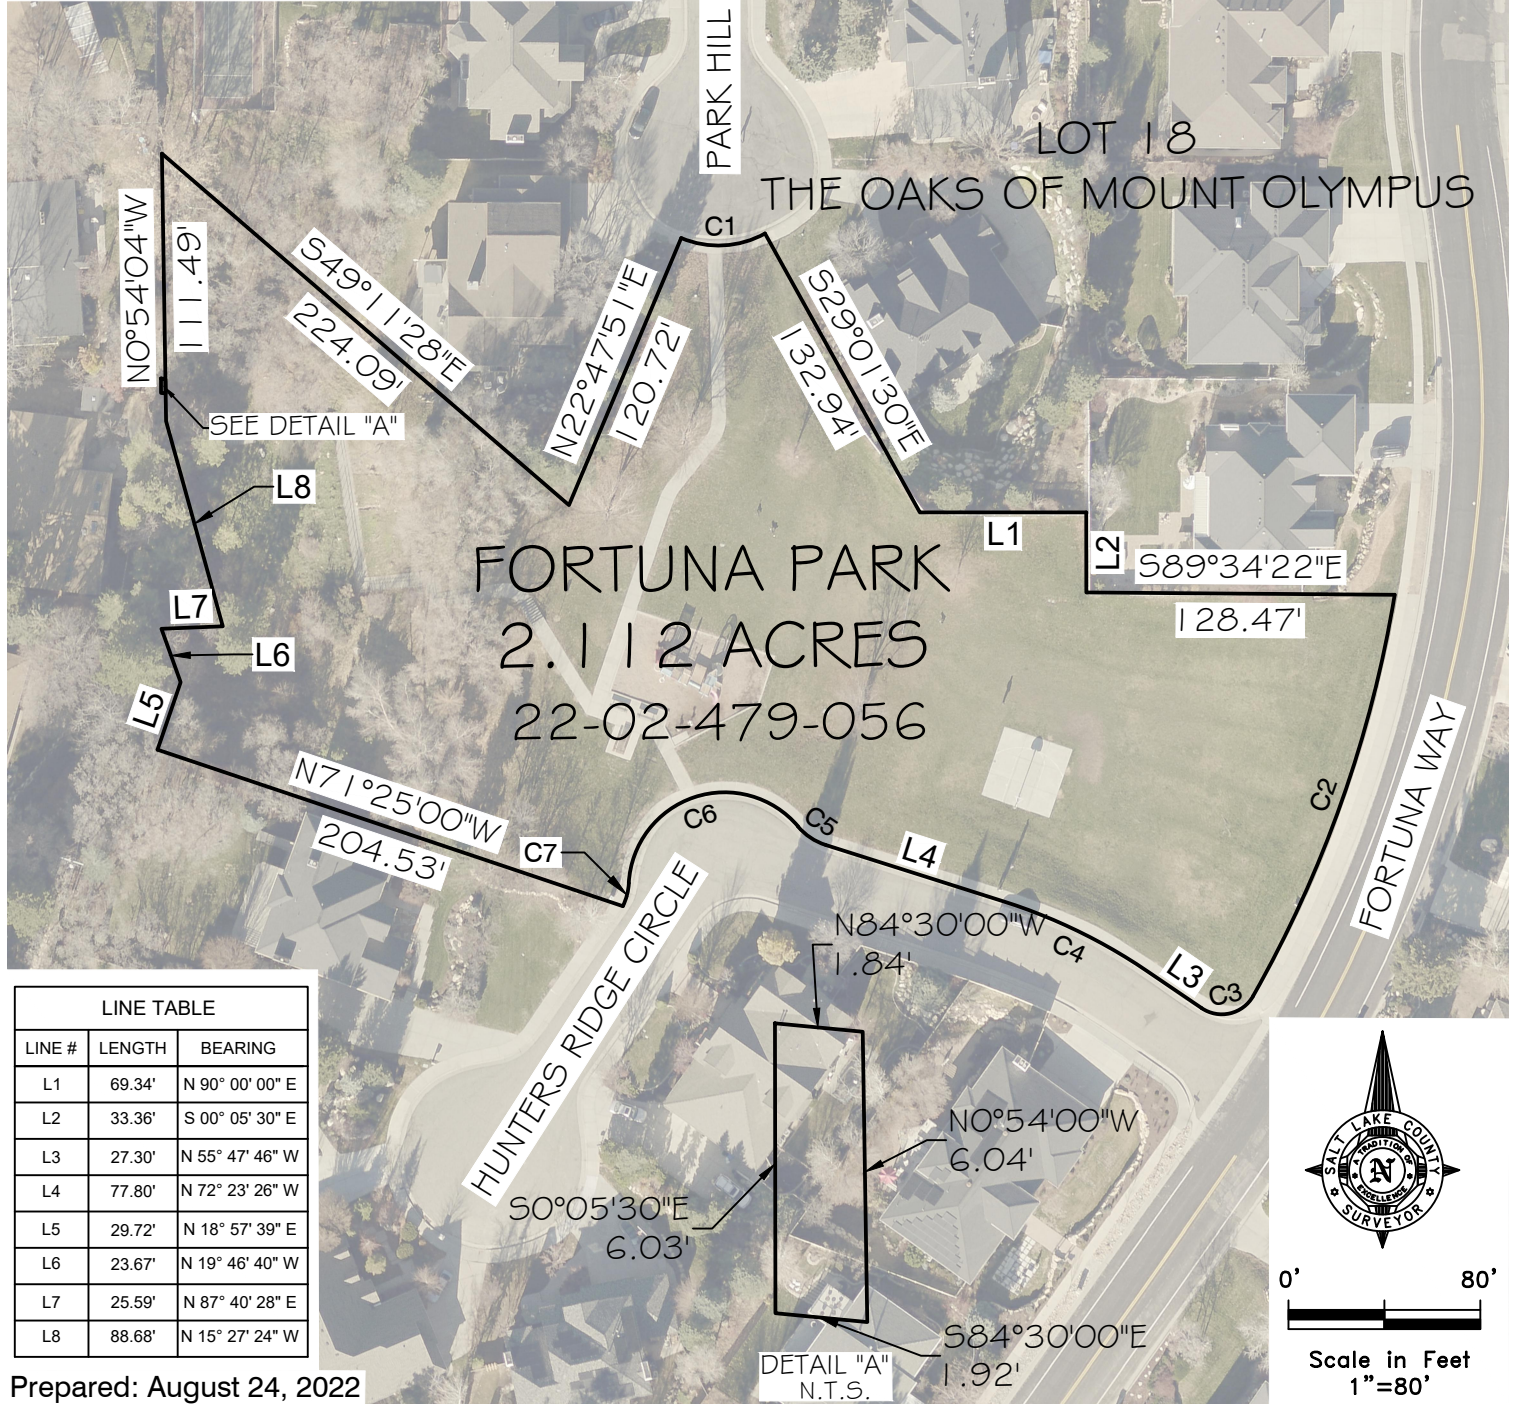 PARK HILL
LOT 18
THE OAKS OF MOUNT OLYMPUS
C1
N0°54'04"W
111.49'
S49°11'28"E
224.09'
N22°47'51"E
120.72'
S29°01'30"E
132.94'
SEE DETAIL "A"
L8
L1
L2
S89°34'22"E
128.47'
FORTUNA PARK
2.112 ACRES
22-02-479-056
L7
L6
L5
N71°25'00"W
204.53'
C7
C6
C5
L4
C4
L3
C3
C2
FORTUNA WAY
HUNTERS RIDGE CIRCLE
N84°30'00"W
1.84'
N0°54'00"W
6.04'
S0°05'30"E
6.03'
S84°30'00"E
1.92'
DETAIL "A"
N.T.S.
LINE TABLE
LINE # LENGTH BEARING
L1 69.34' N 90° 00' 00" E
L2 33.36' S 00° 05' 30" E
L3 27.30' N 55° 47' 46" W
L4 77.80' N 72° 23' 26" W
L5 29.72' N 18° 57' 39" E
L6 23.67' N 19° 46' 40" W
L7 25.59' N 87° 40' 28" E
L8 88.68' N 15° 27' 24" W
Prepared: August 24, 2022
SALT LAKE COUNTY
A TRADITION OF
N
EXCELLENCE
SURVEYOR
0' 80'
Scale in Feet
1"=80'